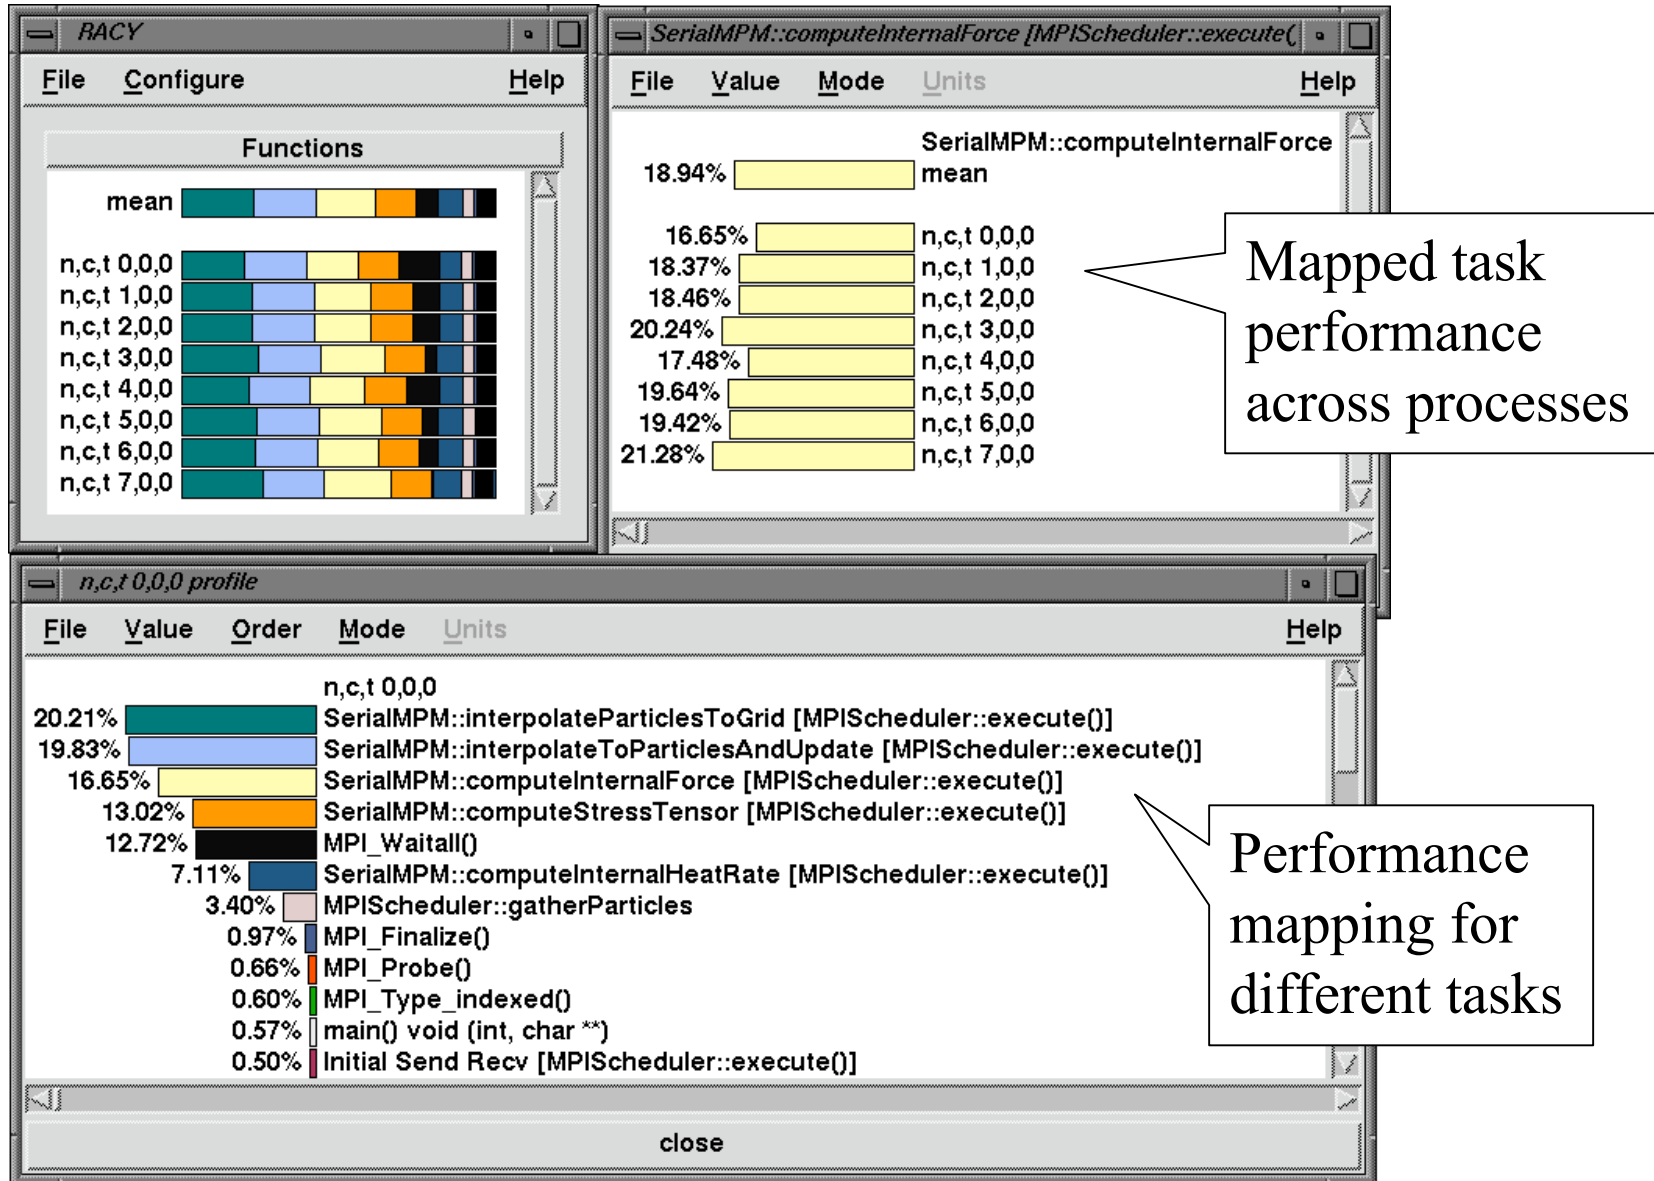 RACY
File Configure Help
Functions
mean
n,c,t 0,0,0
n,c,t 1,0,0
n,c,t 2,0,0
n,c,t 3,0,0
n,c,t 4,0,0
n,c,t 5,0,0
n,c,t 6,0,0
n,c,t 7,0,0
SerialMPM::computeInternalForce [MPIScheduler::execute(
File Value Mode Units Help
SerialMPM::computeInternalForce
18.94% mean
16.65% n,c,t 0,0,0
18.37% n,c,t 1,0,0
18.46% n,c,t 2,0,0
20.24% n,c,t 3,0,0
17.48% n,c,t 4,0,0
19.64% n,c,t 5,0,0
19.42% n,c,t 6,0,0
21.28% n,c,t 7,0,0
Mapped task
performance
across processes
n,c,t 0,0,0 profile
File Value Order Mode Units Help
n,c,t 0,0,0
20.21% SerialMPM::interpolateParticlesToGrid [MPIScheduler::execute()]
19.83% SerialMPM::interpolateToParticlesAndUpdate [MPIScheduler::execute()]
16.65% SerialMPM::computeInternalForce [MPIScheduler::execute()]
13.02% SerialMPM::computeStressTensor [MPIScheduler::execute()]
12.72% MPI_Waitall()
7.11% SerialMPM::computeInternalHeatRate [MPIScheduler::execute()]
3.40% MPIScheduler::gatherParticles
0.97% MPI_Finalize()
0.66% MPI_Probe()
0.60% MPI_Type_indexed()
0.57% main() void (int, char **)
0.50% Initial Send Recv [MPIScheduler::execute()]
Performance
mapping for
different tasks
close